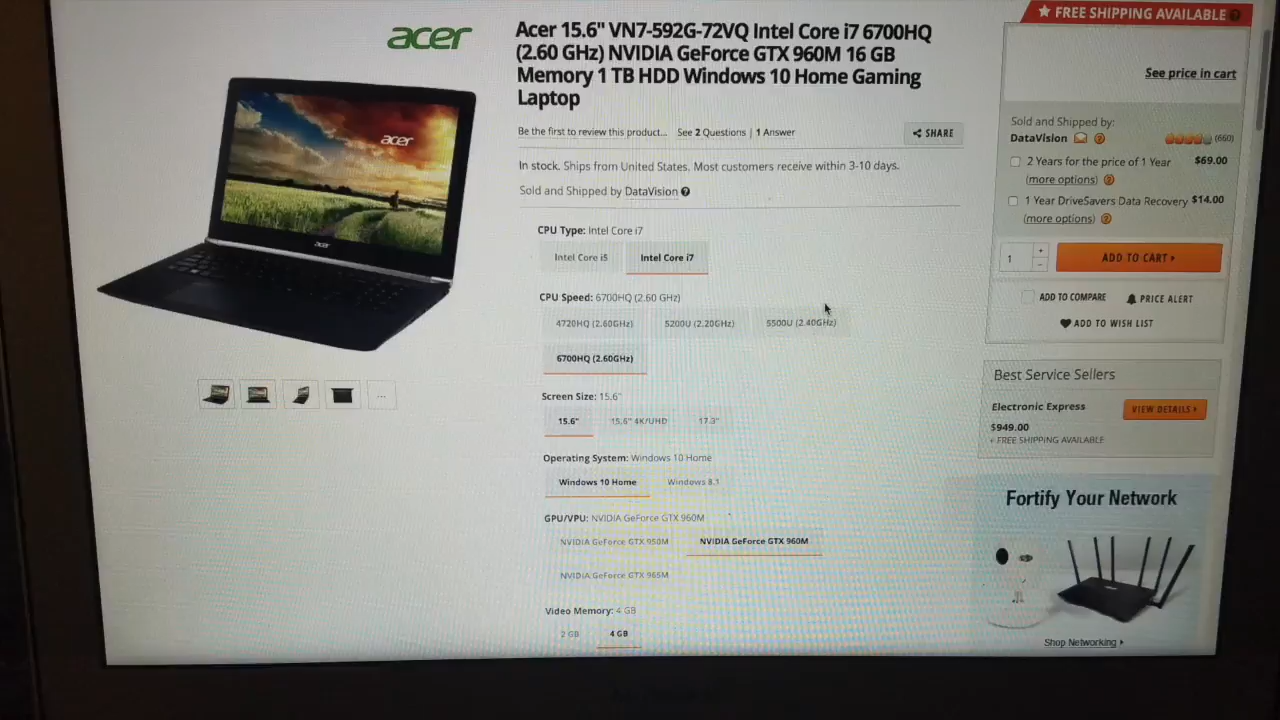 acer
acer
acer
Acer 15.6" VN7-592G-72VQ Intel Core i7 6700HQ
(2.60 GHz) NVIDIA GeForce GTX 960M 16 GB
Memory 1 TB HDD Windows 10 Home Gaming
Laptop
Be the first to review this product... See 2 Questions | 1 Answer
SHARE
In stock. Ships from United States. Most customers receive within 3-10 days.
Sold and Shipped by DataVision ?
CPU Type: Intel Core i7
Intel Core i5 Intel Core i7
CPU Speed: 6700HQ (2.60 GHz)
4720HQ (2.60GHz) 5200U (2.20GHz) 5500U (2.40GHz)
6700HQ (2.60GHz)
Screen Size: 15.6"
15.6" 15.6" 4K/UHD 17.3"
Operating System: Windows 10 Home
Windows 10 Home Windows 8.1
GPU/VPU: NVIDIA GeForce GTX 960M
NVIDIA GeForce GTX 950M NVIDIA GeForce GTX 960M
NVIDIA GeForce GTX 965M
Video Memory: 4 GB
2 GB 4 GB
FREE SHIPPING AVAILABLE ?
See price in cart
Sold and Shipped by:
DataVision ? (660)
2 Years for the price of 1 Year $69.00
(more options) ?
1 Year DriveSavers Data Recovery $14.00
(more options) ?
1 + - ADD TO CART
ADD TO COMPARE PRICE ALERT
ADD TO WISH LIST
Best Service Sellers
Electronic Express VIEW DETAILS
$949.00
+ FREE SHIPPING AVAILABLE
Fortify Your Network
Shop Networking